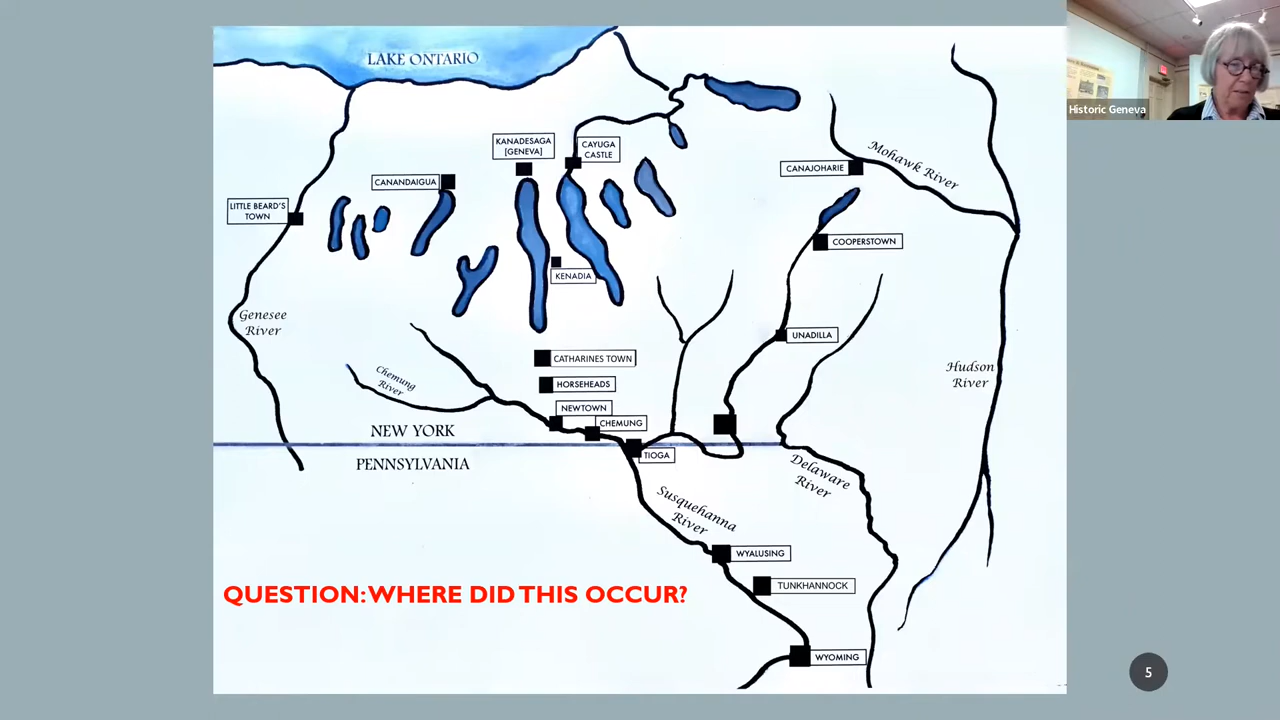 LAKE ONTARIO
Historic Geneva
KANADESAGA
[GENEVA]
CAYUGA
CASTLE
Mohawk River
CANAJOHARIE
CANANDAIGUA
LITTLE BEARD'S
TOWN
COOPERSTOWN
KENADIA
Genesee
River
UNADILLA
CATHARINES TOWN
Chemung
River
HORSEHEADS
Hudson
River
NEWTOWN
CHEMUNG
NEW YORK
TIOGA
PENNSYLVANIA
Delaware
River
Susquehanna
River
WYALUSING
TUNKHANNOCK
QUESTION: WHERE DID THIS OCCUR?
WYOMING
5